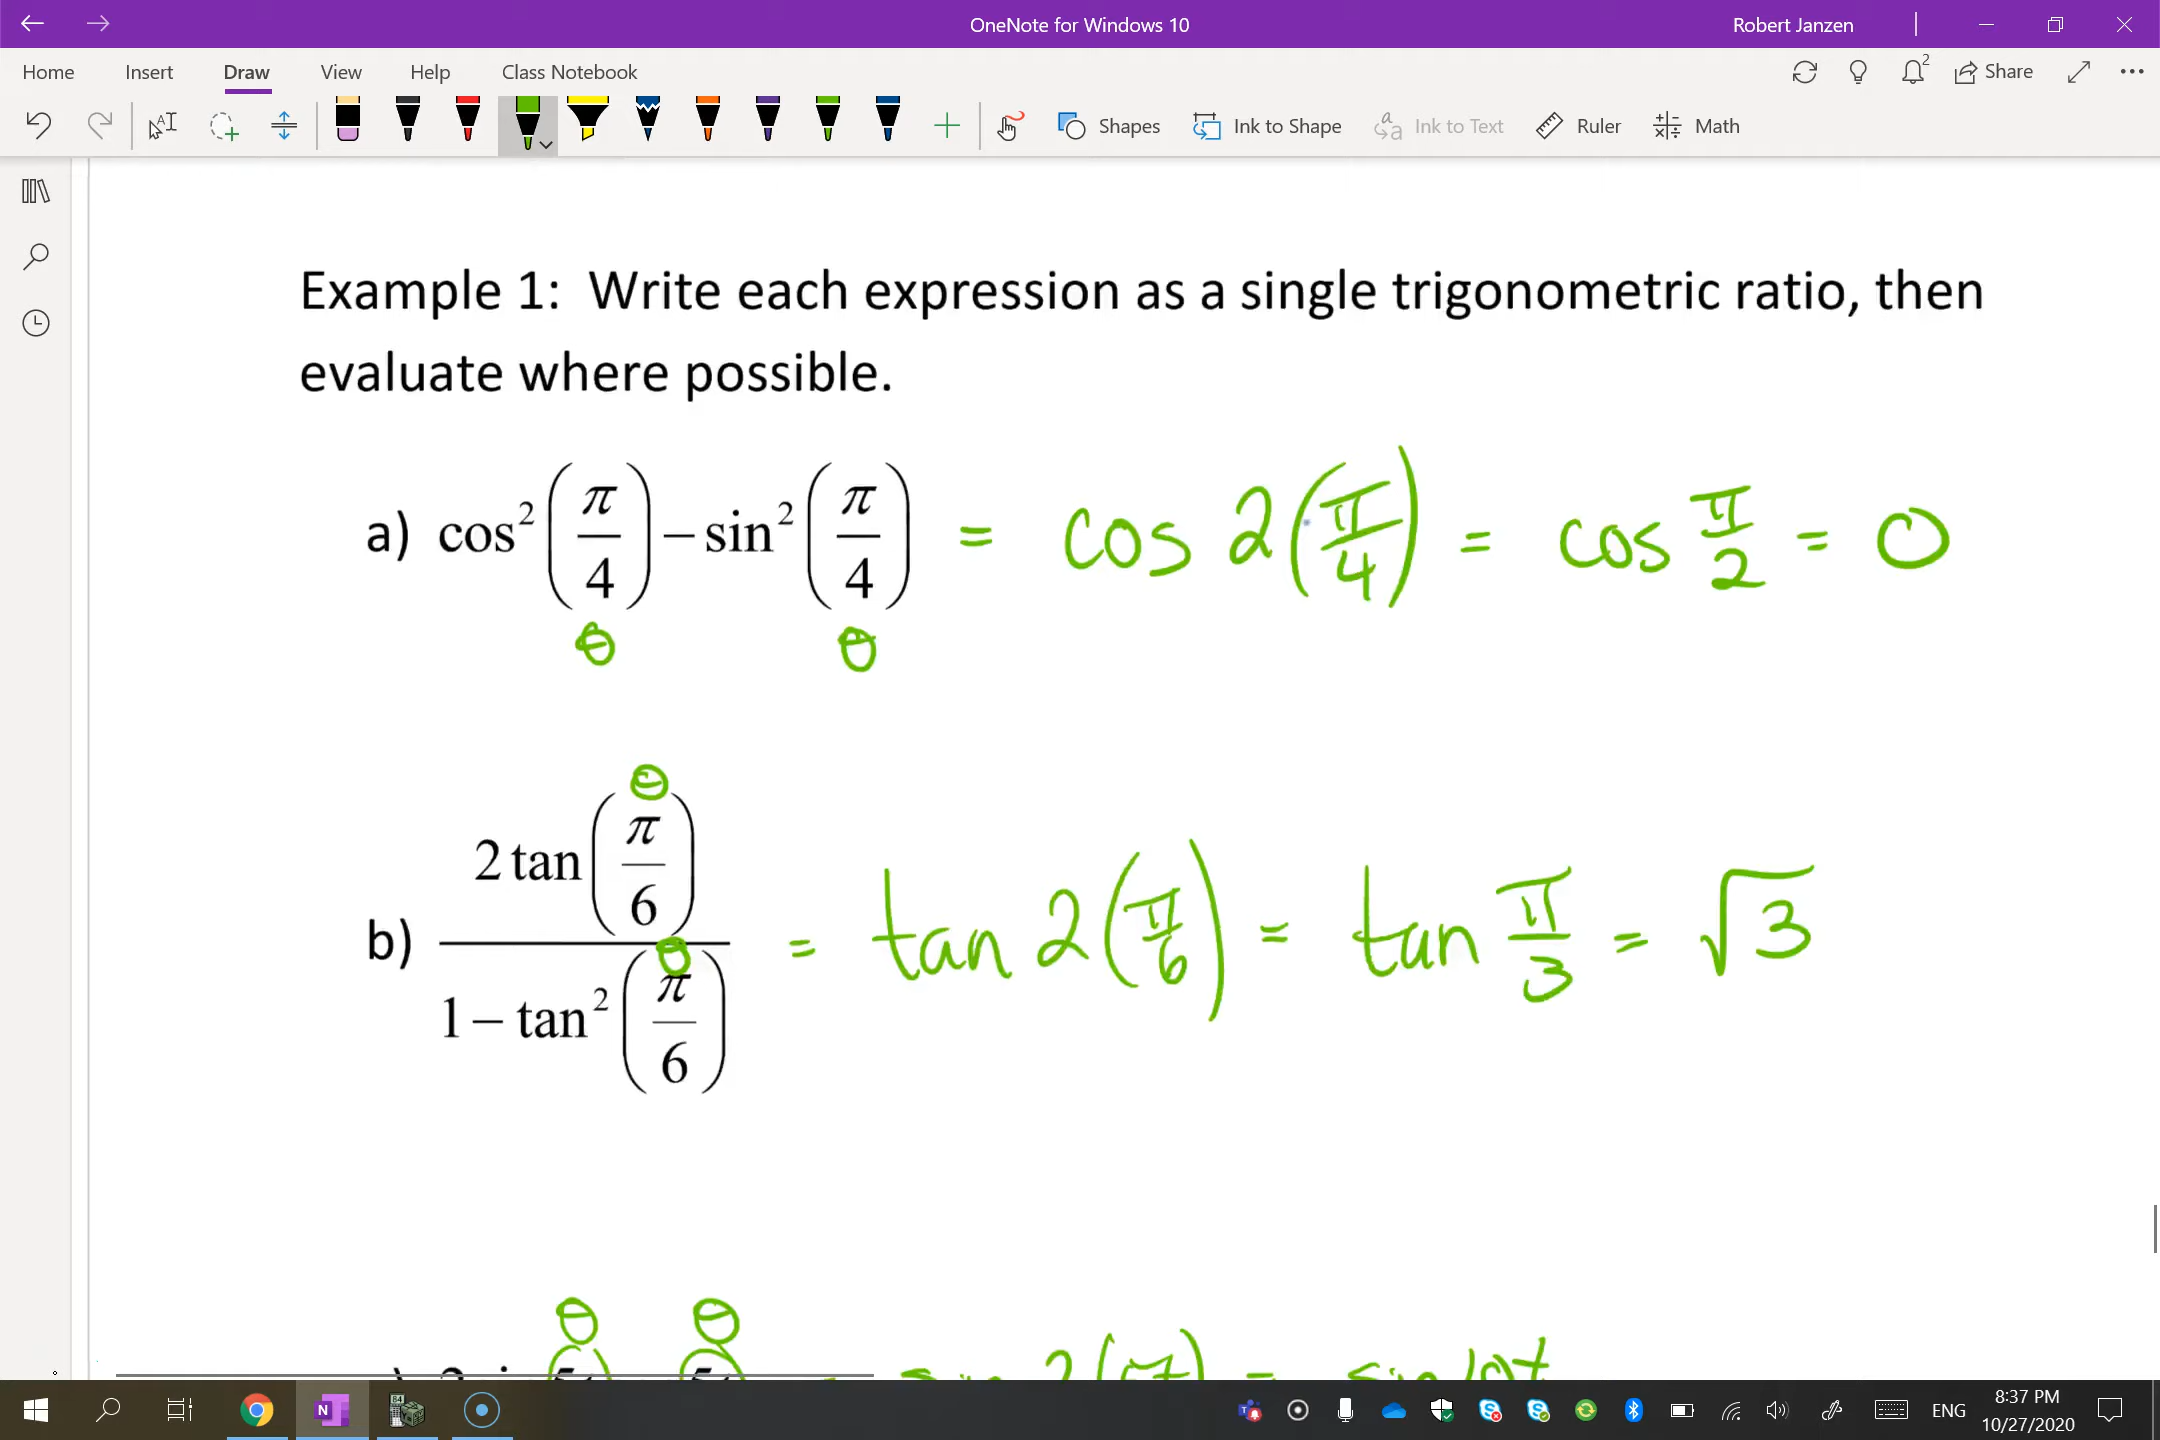 OneNote for Windows 10
Robert Janzen
Home Insert Draw View Help Class Notebook
2 Share
Shapes Ink to Shape Ink to Text Ruler Math
Example 1: Write each expression as a single trigonometric ratio, then
evaluate where possible.
a) cos²(π/4) − sin²(π/4) = cos 2(π/4) = cos π/2 = 0
θ θ
θ
b) 2 tan(π/6) / 1 − tan²(π/6) = tan 2(π/6) = tan π/3 = √3
θ
θ θ
ENG
8:37 PM
10/27/2020